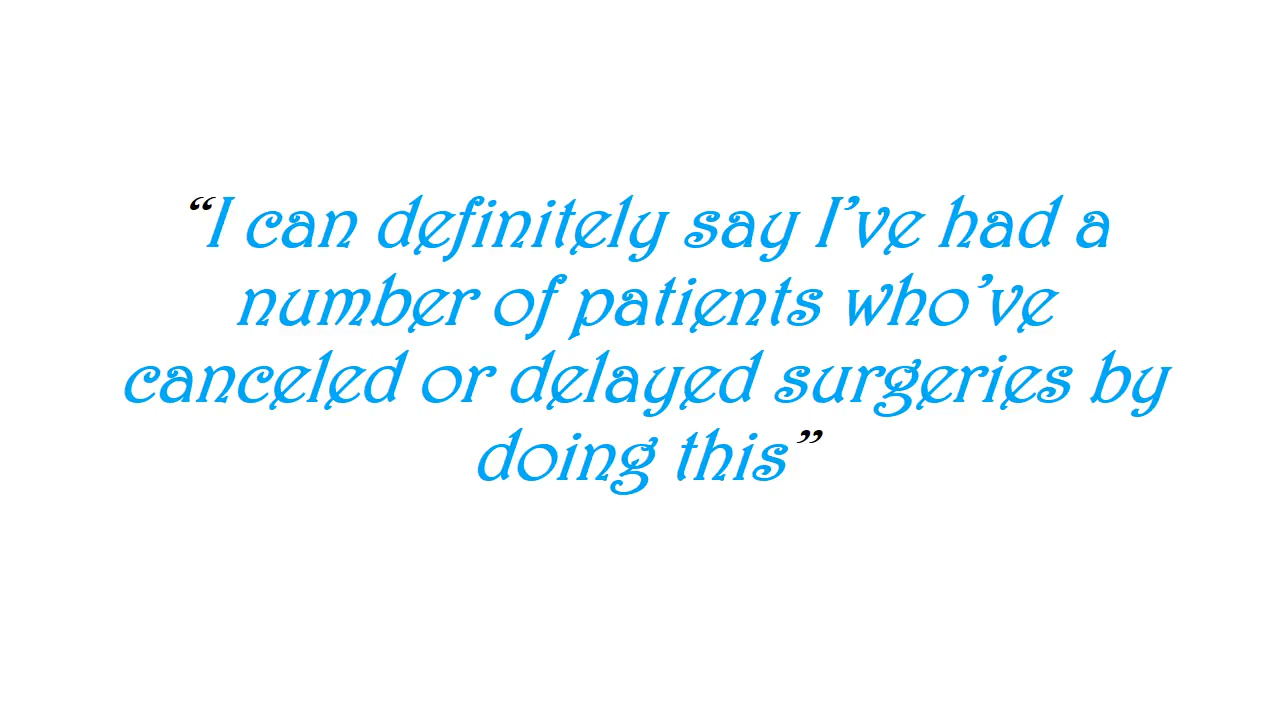 “I can definitely say I’ve had a
number of patients who’ve
canceled or delayed surgeries by
doing this”